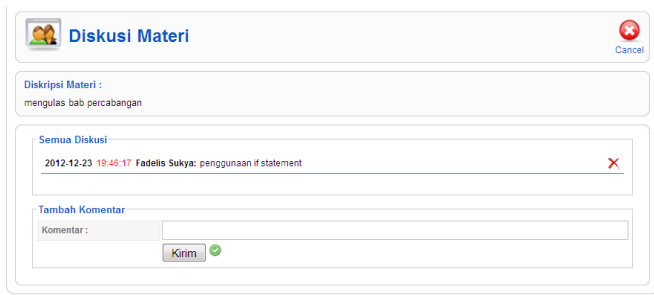 Diskusi Materi
Cancel
Diskripsi Materi :
mengulas bab percabangan
Semua Diskusi
2012-12-23 19:46:17 Fadelis Sukya: penggunaan if statement
Tambah Komentar
Komentar :
Kirim